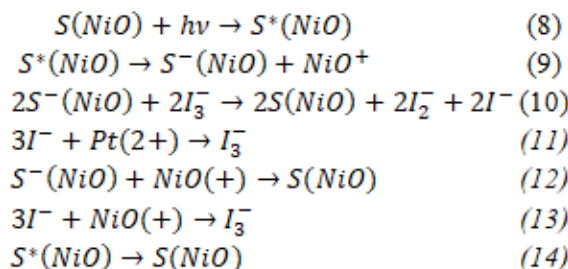 S(NiO) + hν → S*(NiO) (8)
S*(NiO) → S⁻(NiO) + NiO⁺ (9)
2S⁻(NiO) + 2I₃⁻ → 2S(NiO) + 2I₂⁻ + 2I⁻ (10)
3I⁻ + Pt(2+) → I₃⁻ (11)
S⁻(NiO) + NiO(+) → S(NiO) (12)
3I⁻ + NiO(+) → I₃⁻ (13)
S*(NiO) → S(NiO) (14)